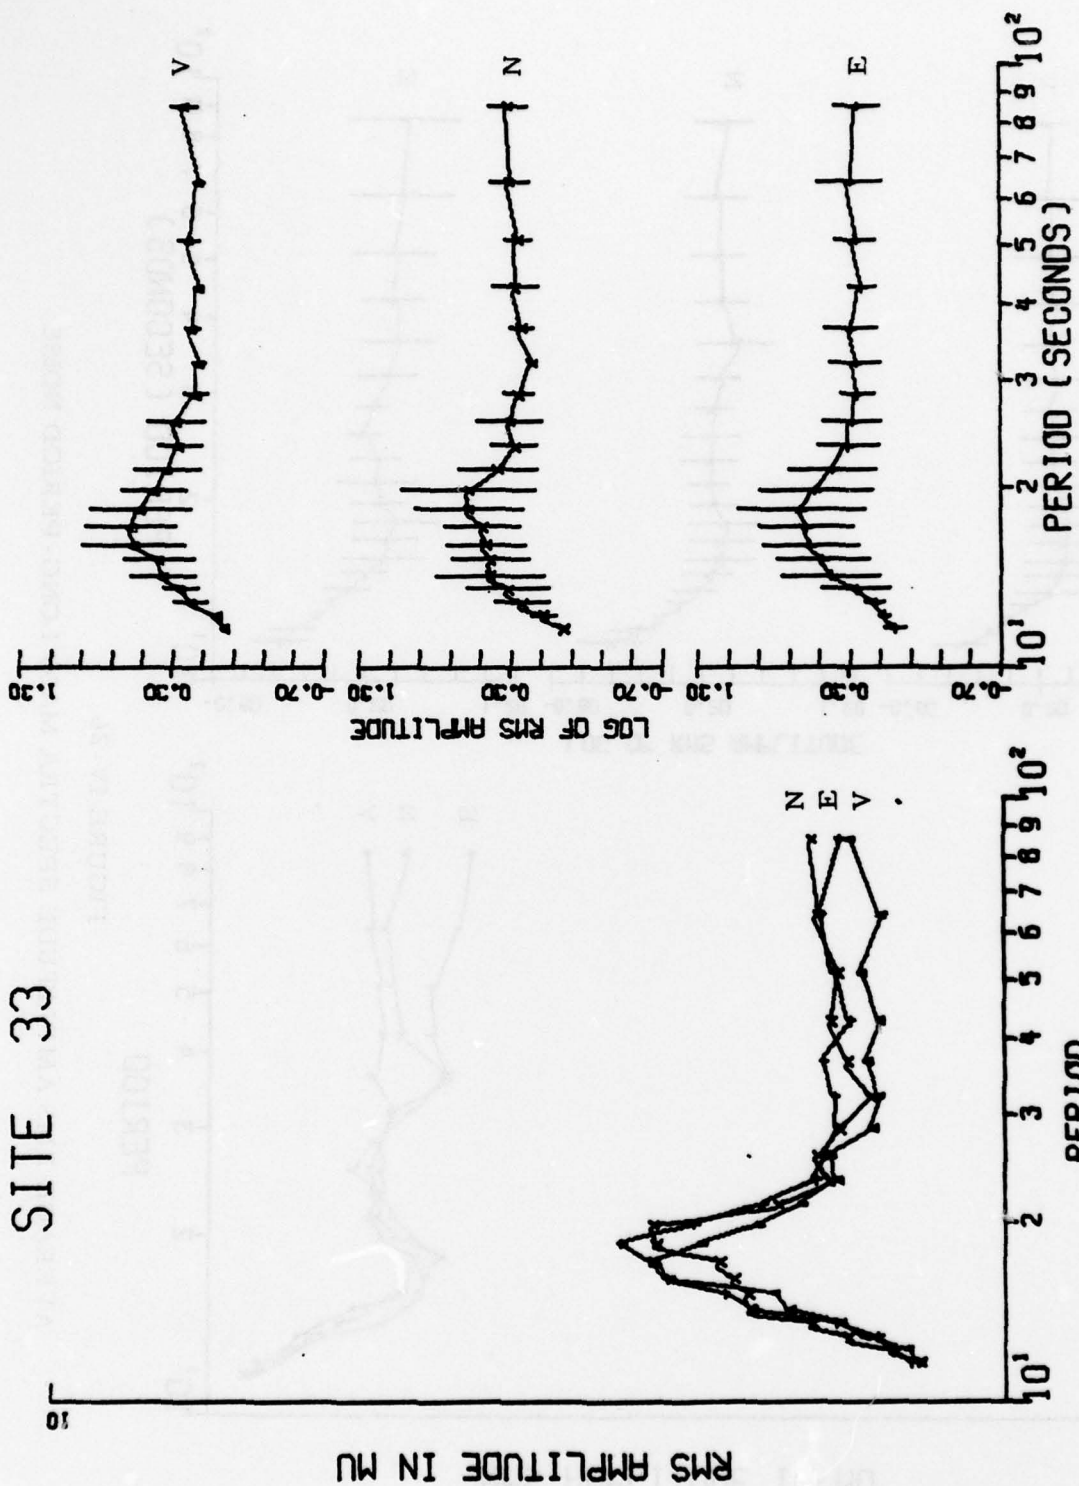 SITE 33
10
RMS AMPLITUDE IN MU
10¹ 2 3 4 5 6 7 8 9 10²
PERIOD
N
E
V
1.30
0.30
-0.70
1.30
0.30
-0.70
1.30
0.30
-0.70
LOG OF RMS AMPLITUDE
V
N
E
10¹ 2 3 4 5 6 7 8 9 10²
PERIOD (SECONDS)